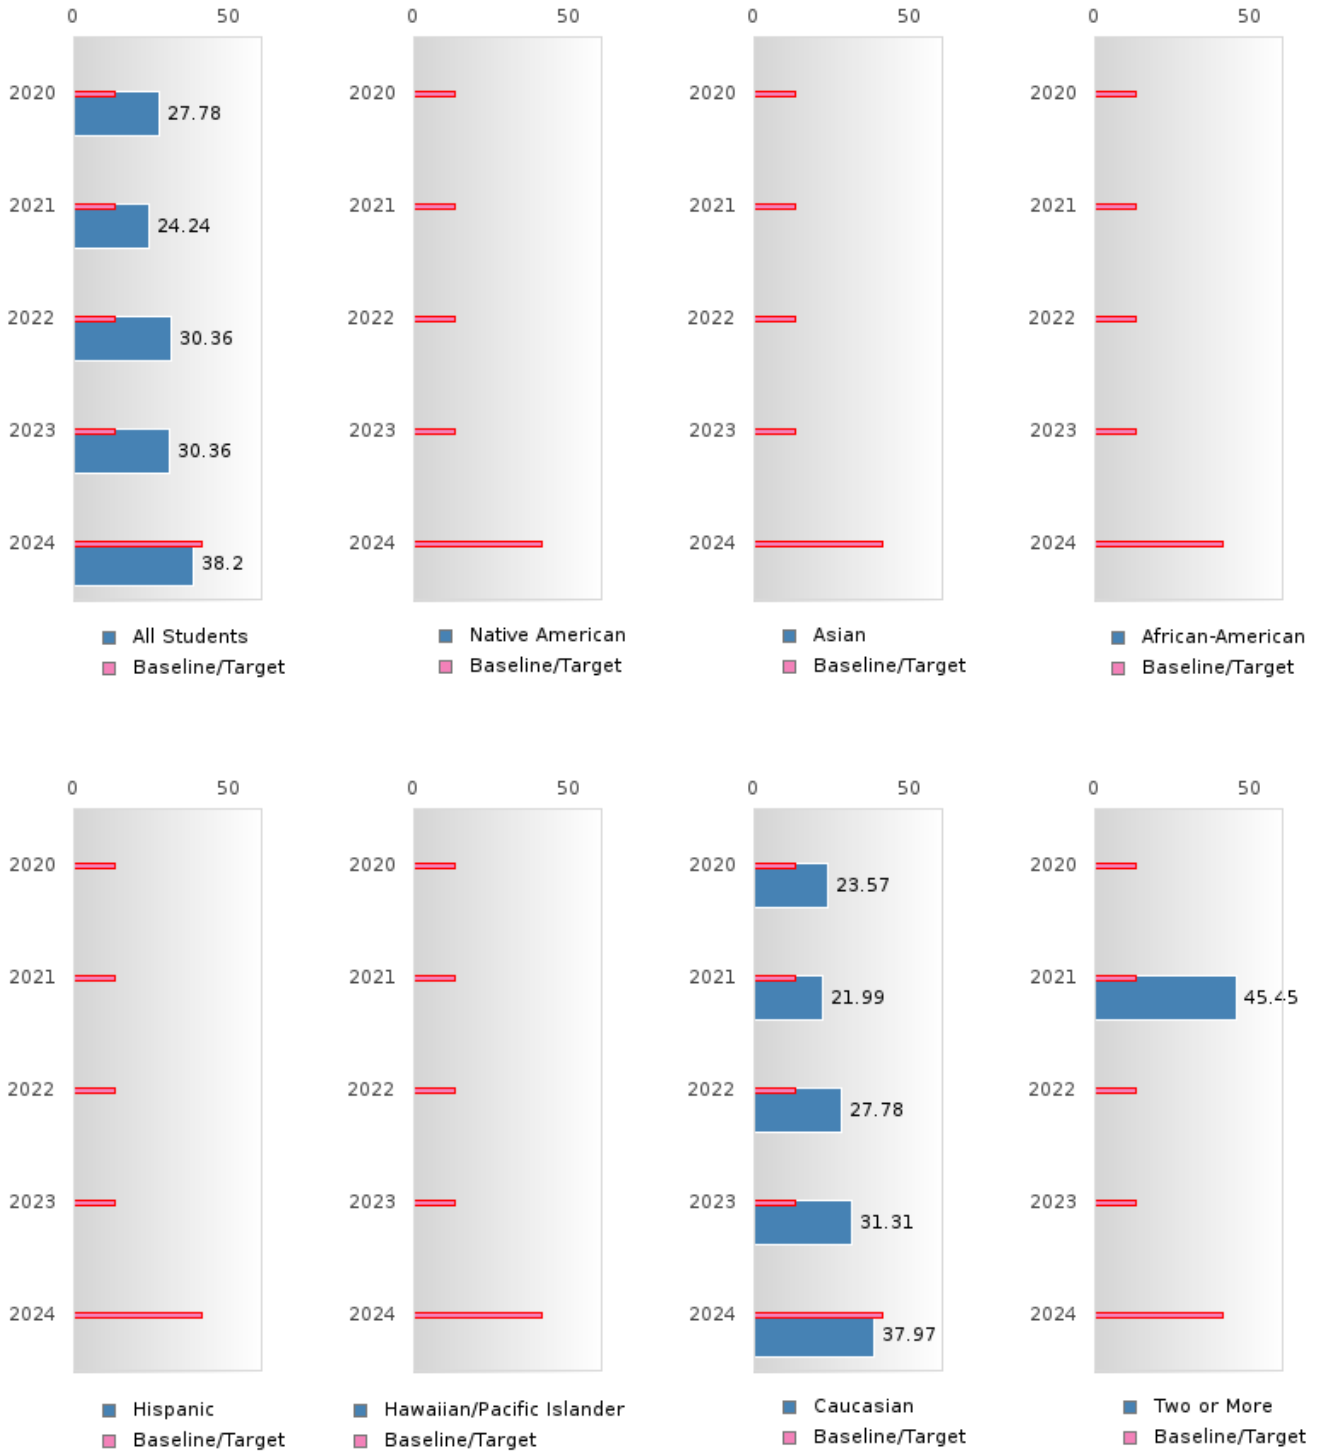 0 50 0 50 0 50 0 50
2020 27.78 2020 2020 2020
2021 24.24 2021 2021 2021
2022 30.36 2022 2022 2022
2023 30.36 2023 2023 2023
2024 38.2 2024 2024 2024
All Students Native American Asian African-American
Baseline/Target Baseline/Target Baseline/Target Baseline/Target
0 50 0 50 0 50 0 50
2020 2020 2020 23.57 2020
2021 2021 2021 21.99 2021 45.45
2022 2022 2022 27.78 2022
2023 2023 2023 31.31 2023
2024 2024 2024 37.97 2024
Hispanic Hawaiian/Pacific Islander Caucasian Two or More
Baseline/Target Baseline/Target Baseline/Target Baseline/Target